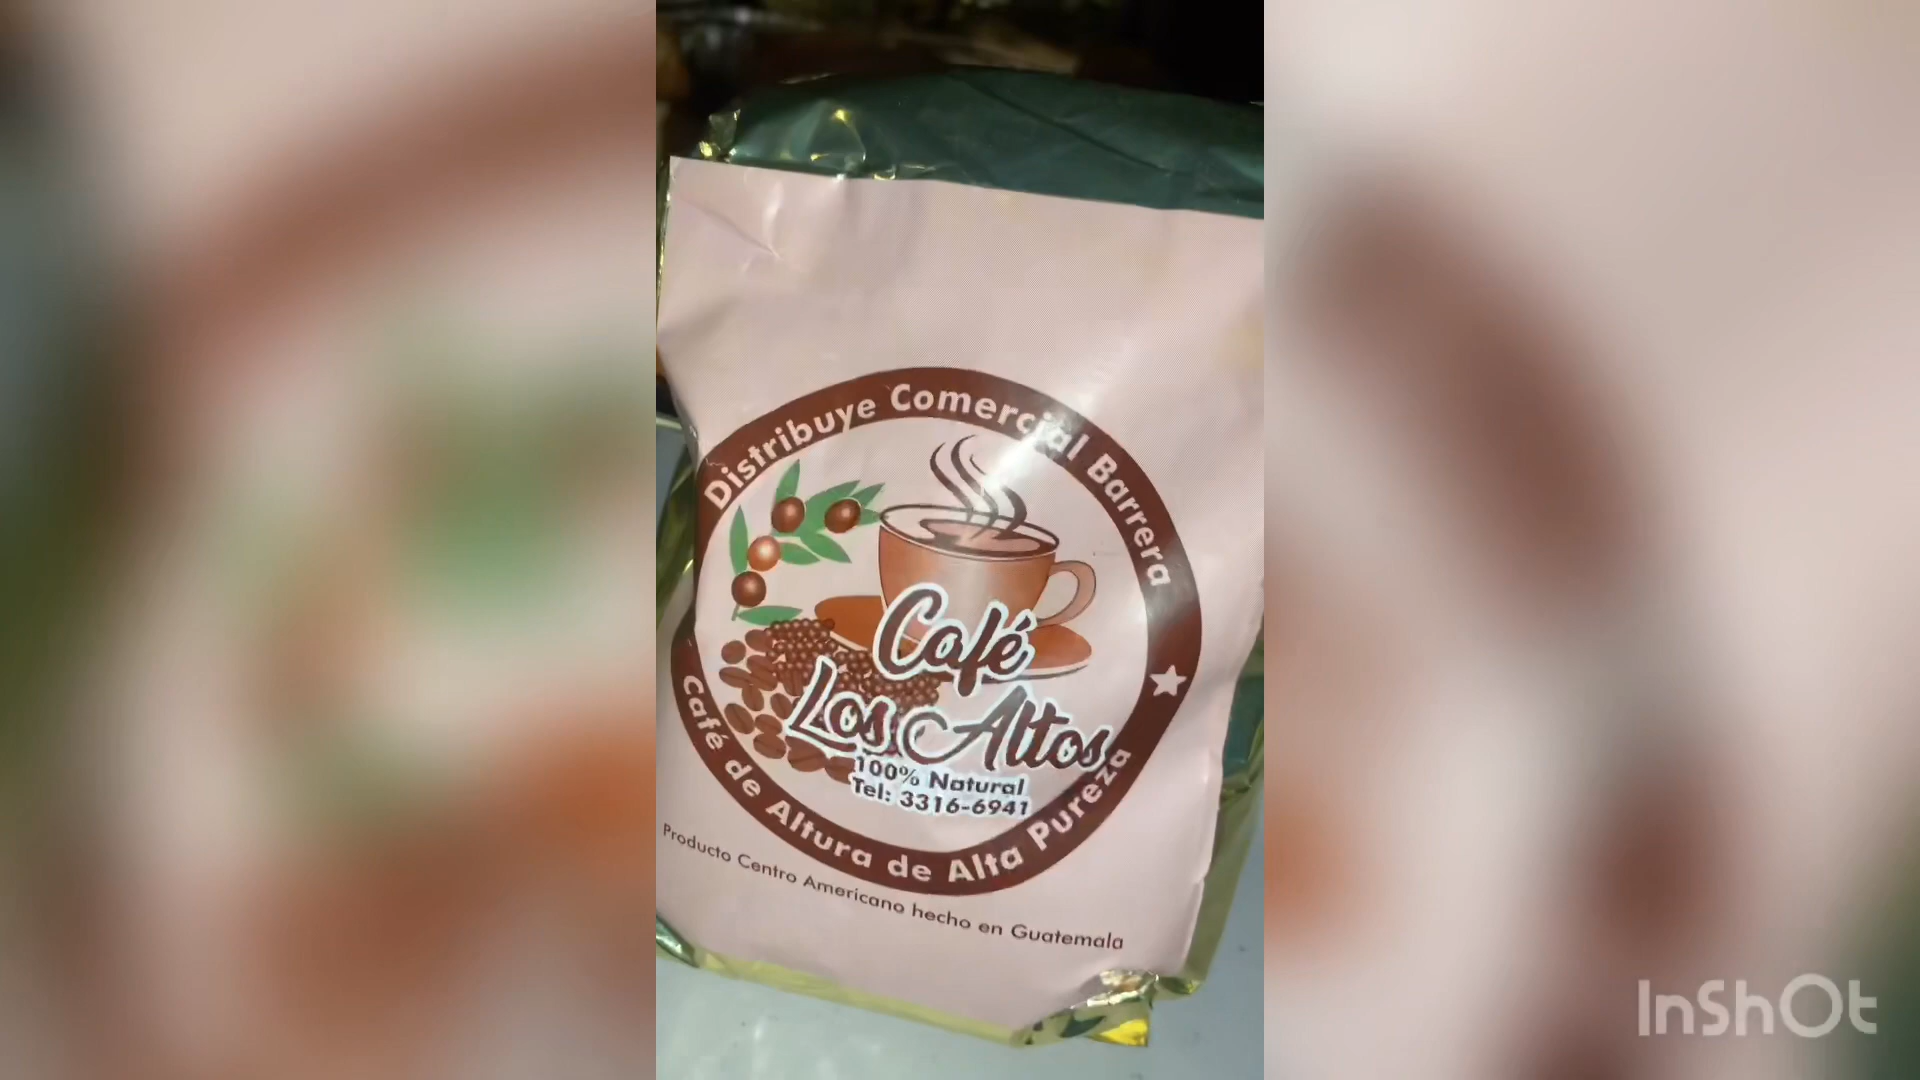 Distribuye Comercial Barrera
Café
Los Altos
100% Natural
Tel: 3316-6941
Café de Altura de Alta Pureza
Producto Centro Americano hecho en Guatemala
InShOt